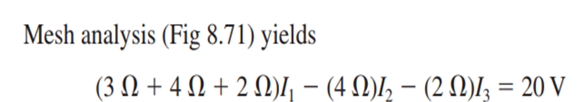 Mesh analysis (Fig 8.71) yields
(3 Ω + 4 Ω + 2 Ω)I₁ − (4 Ω)I₂ − (2 Ω)I₃ = 20 V